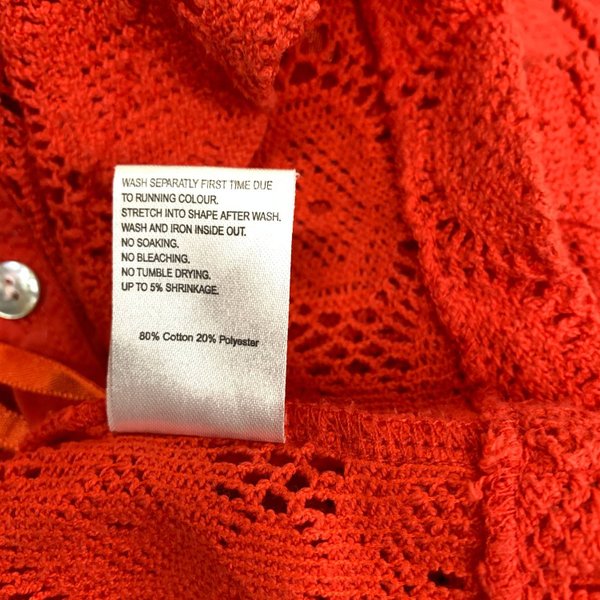 WASH SEPARATLY FIRST TIME DUE
TO RUNNING COLOUR.
STRETCH INTO SHAPE AFTER WASH.
WASH AND IRON INSIDE OUT.
NO SOAKING.
NO BLEACHING.
NO TUMBLE DRYING.
UP TO 5% SHRINKAGE.
80% Cotton 20% Polyester